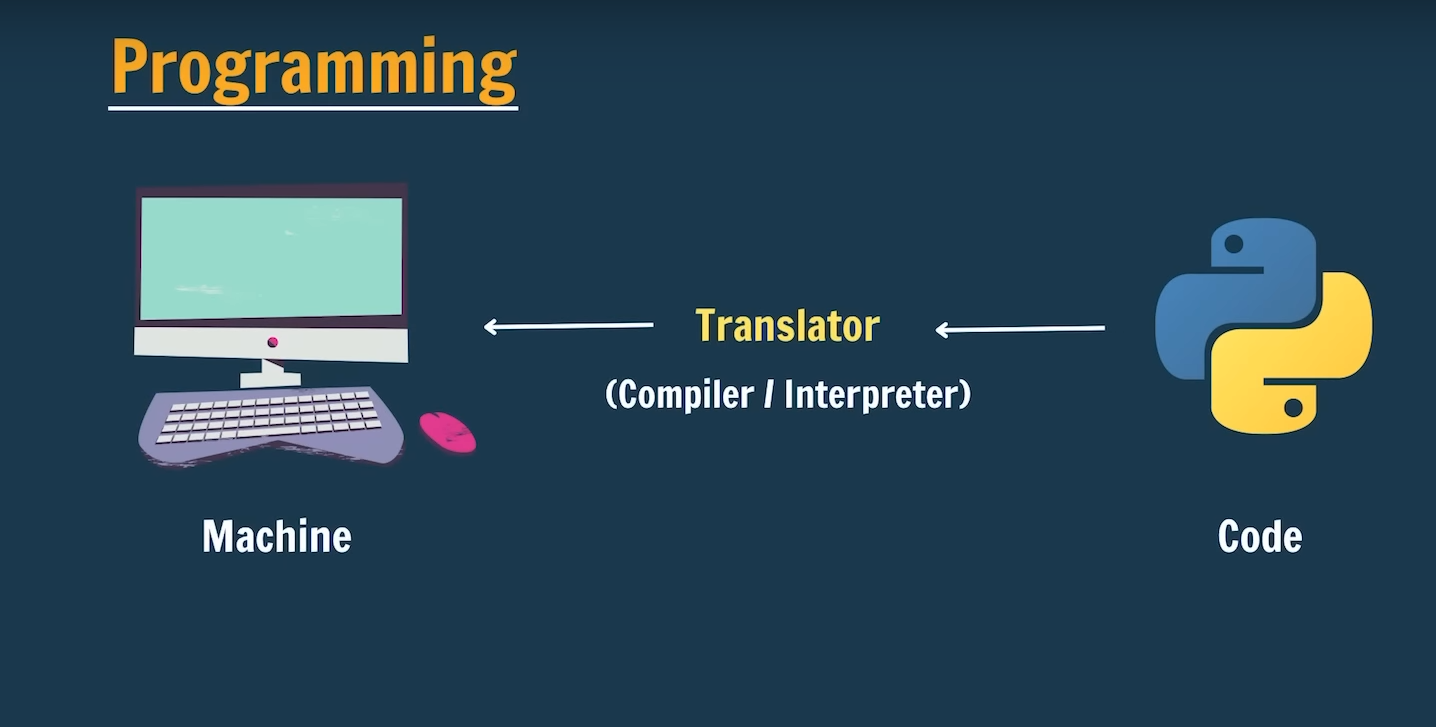 Programming
Translator
(Compiler / Interpreter)
Machine
Code